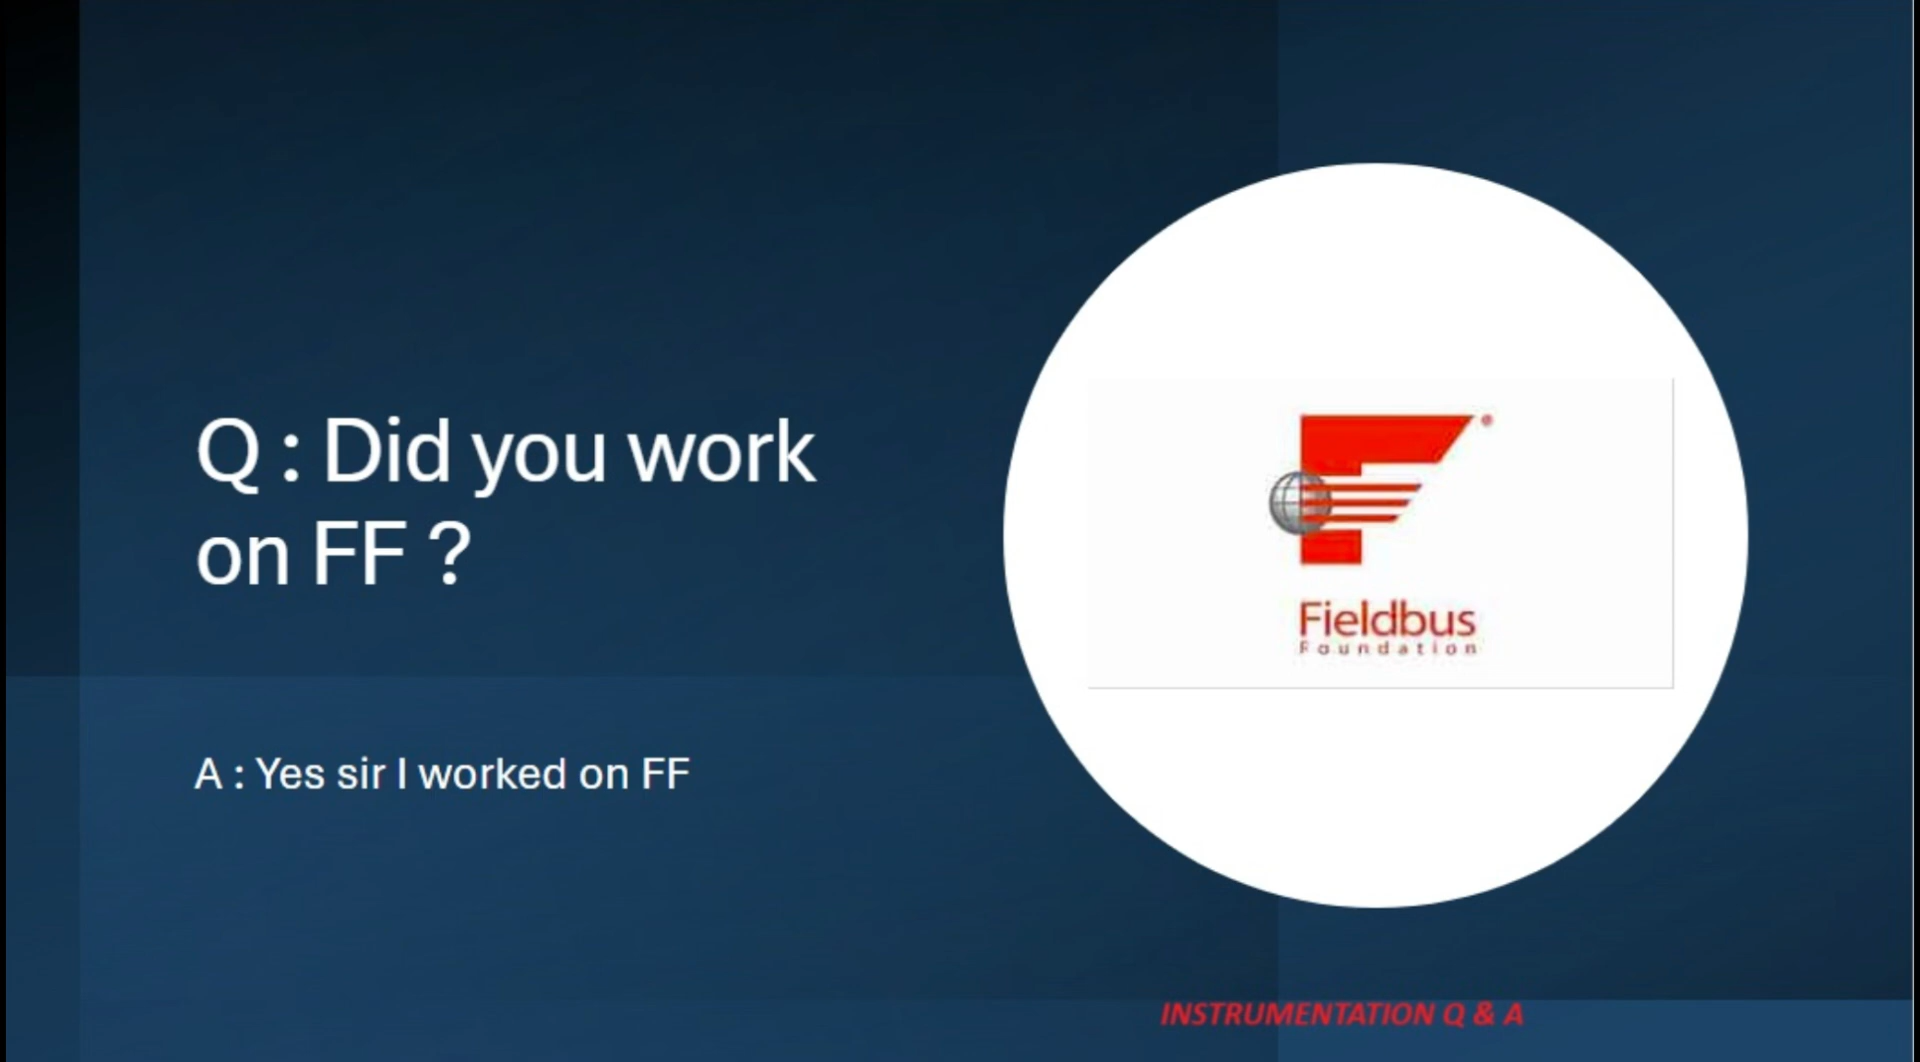 Q : Did you work
on FF ?
A : Yes sir I worked on FF
Fieldbus
Foundation
INSTRUMENTATION Q & A